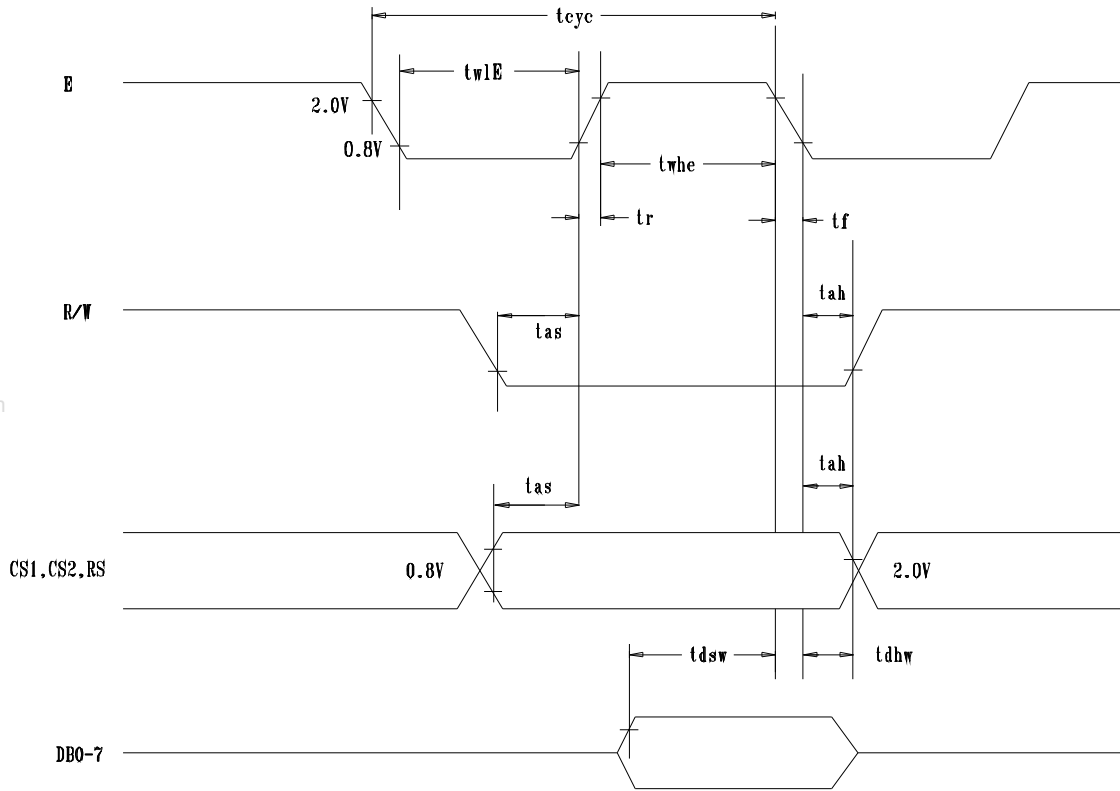 tcyc
twlE
E
2.0V
0.8V
twhe
tr
tf
tah
R/W
tas
tah
tas
CS1,CS2,RS
0.8V
2.0V
tdsw
tdhw
DB0-7